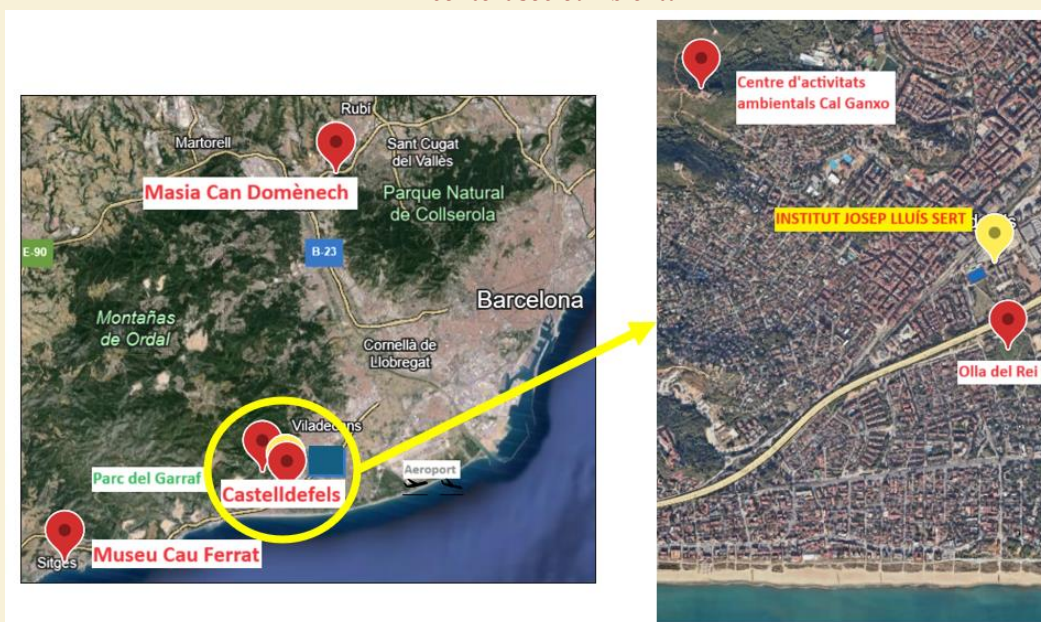 Rubí
Martorell
Sant Cugat
del Vallès
Masia Can Domènech
Parque Natural
de Collserola
E-90
B-23
Barcelona
Montañas
de Ordal
Cornellà de
Llobregat
Viladecans
Parc del Garraf
Aeroport
Castelldefels
Museu Cau Ferrat
Sitges
Centre d'activitats
ambientals Cal Ganxo
INSTITUT JOSEP LLUÍS SERT
Olla del Rei